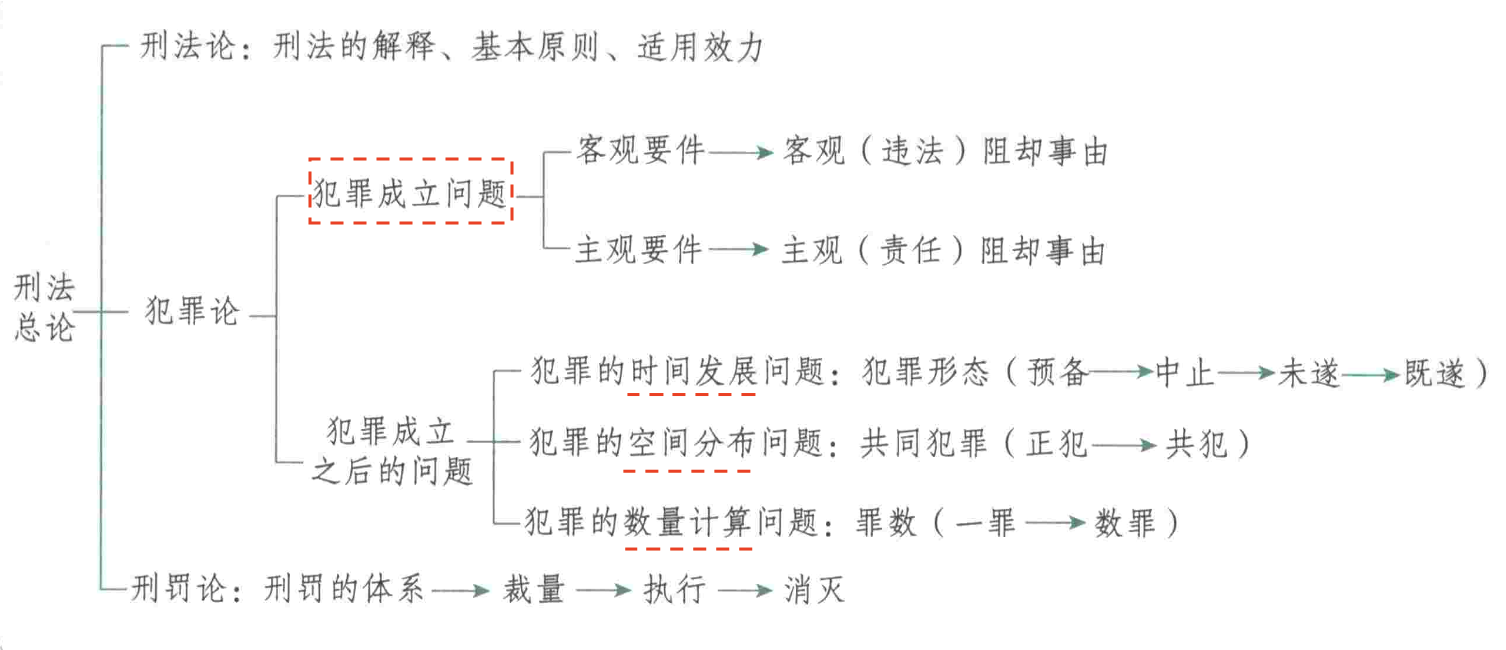 刑法论：刑法的解释、基本原则、适用效力
客观要件
客观（违法）阻却事由
犯罪成立问题
主观要件
主观（责任）阻却事由
刑法
总论
犯罪论
犯罪的时间发展问题：犯罪形态（预备→中止→未遂→既遂）
犯罪成立
之后的问题
犯罪的空间分布问题：共同犯罪（正犯→共犯）
犯罪的数量计算问题：罪数（一罪→数罪）
刑罚论：刑罚的体系→裁量→执行→消灭